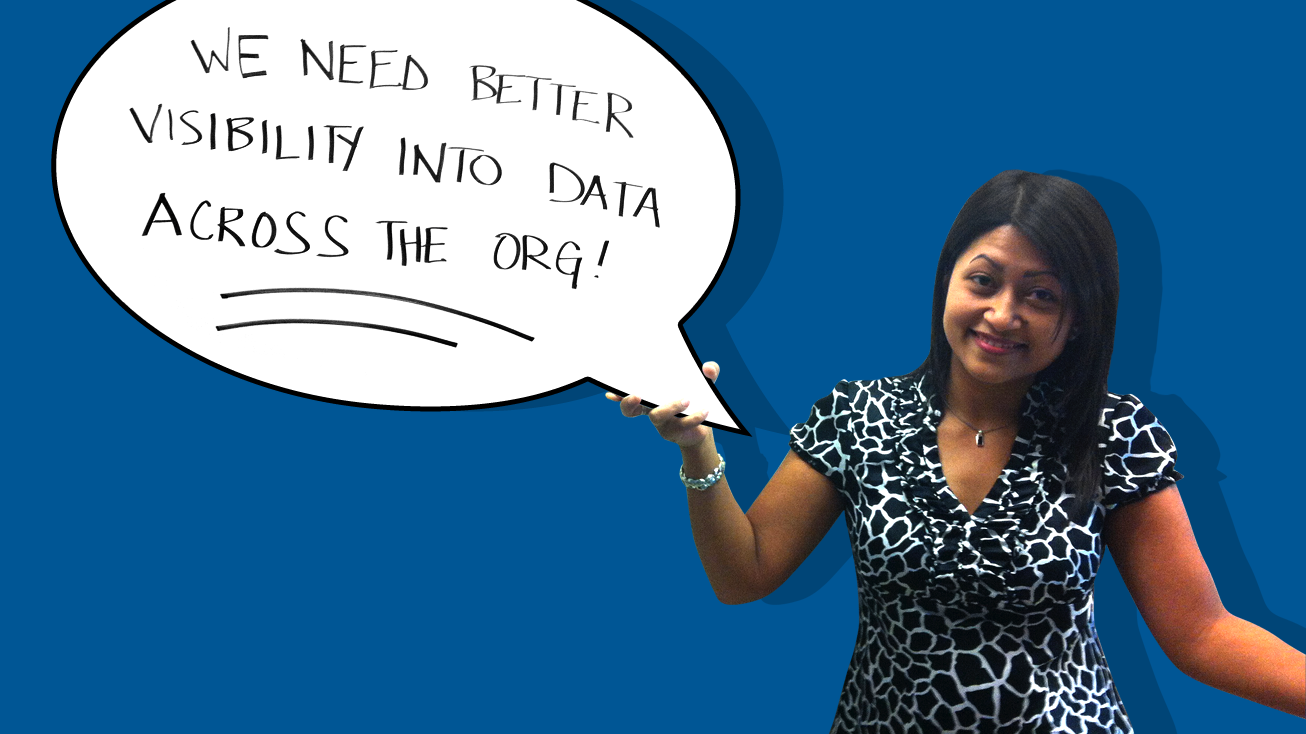 WE NEED BETTER
VISIBILITY INTO DATA
ACROSS THE ORG!